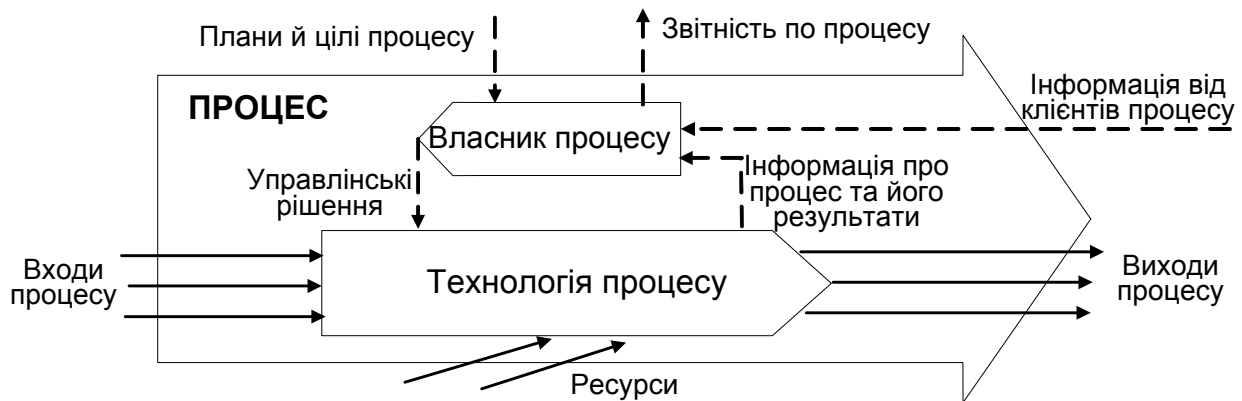 Плани й цілі процесу
Звітність по процесу
ПРОЦЕС
Інформація від
клієнтів процесу
Власник процесу
Управлінські
рішення
Інформація про
процес та його
результати
Входи
процесу
Технологія процесу
Виходи
процесу
Ресурси